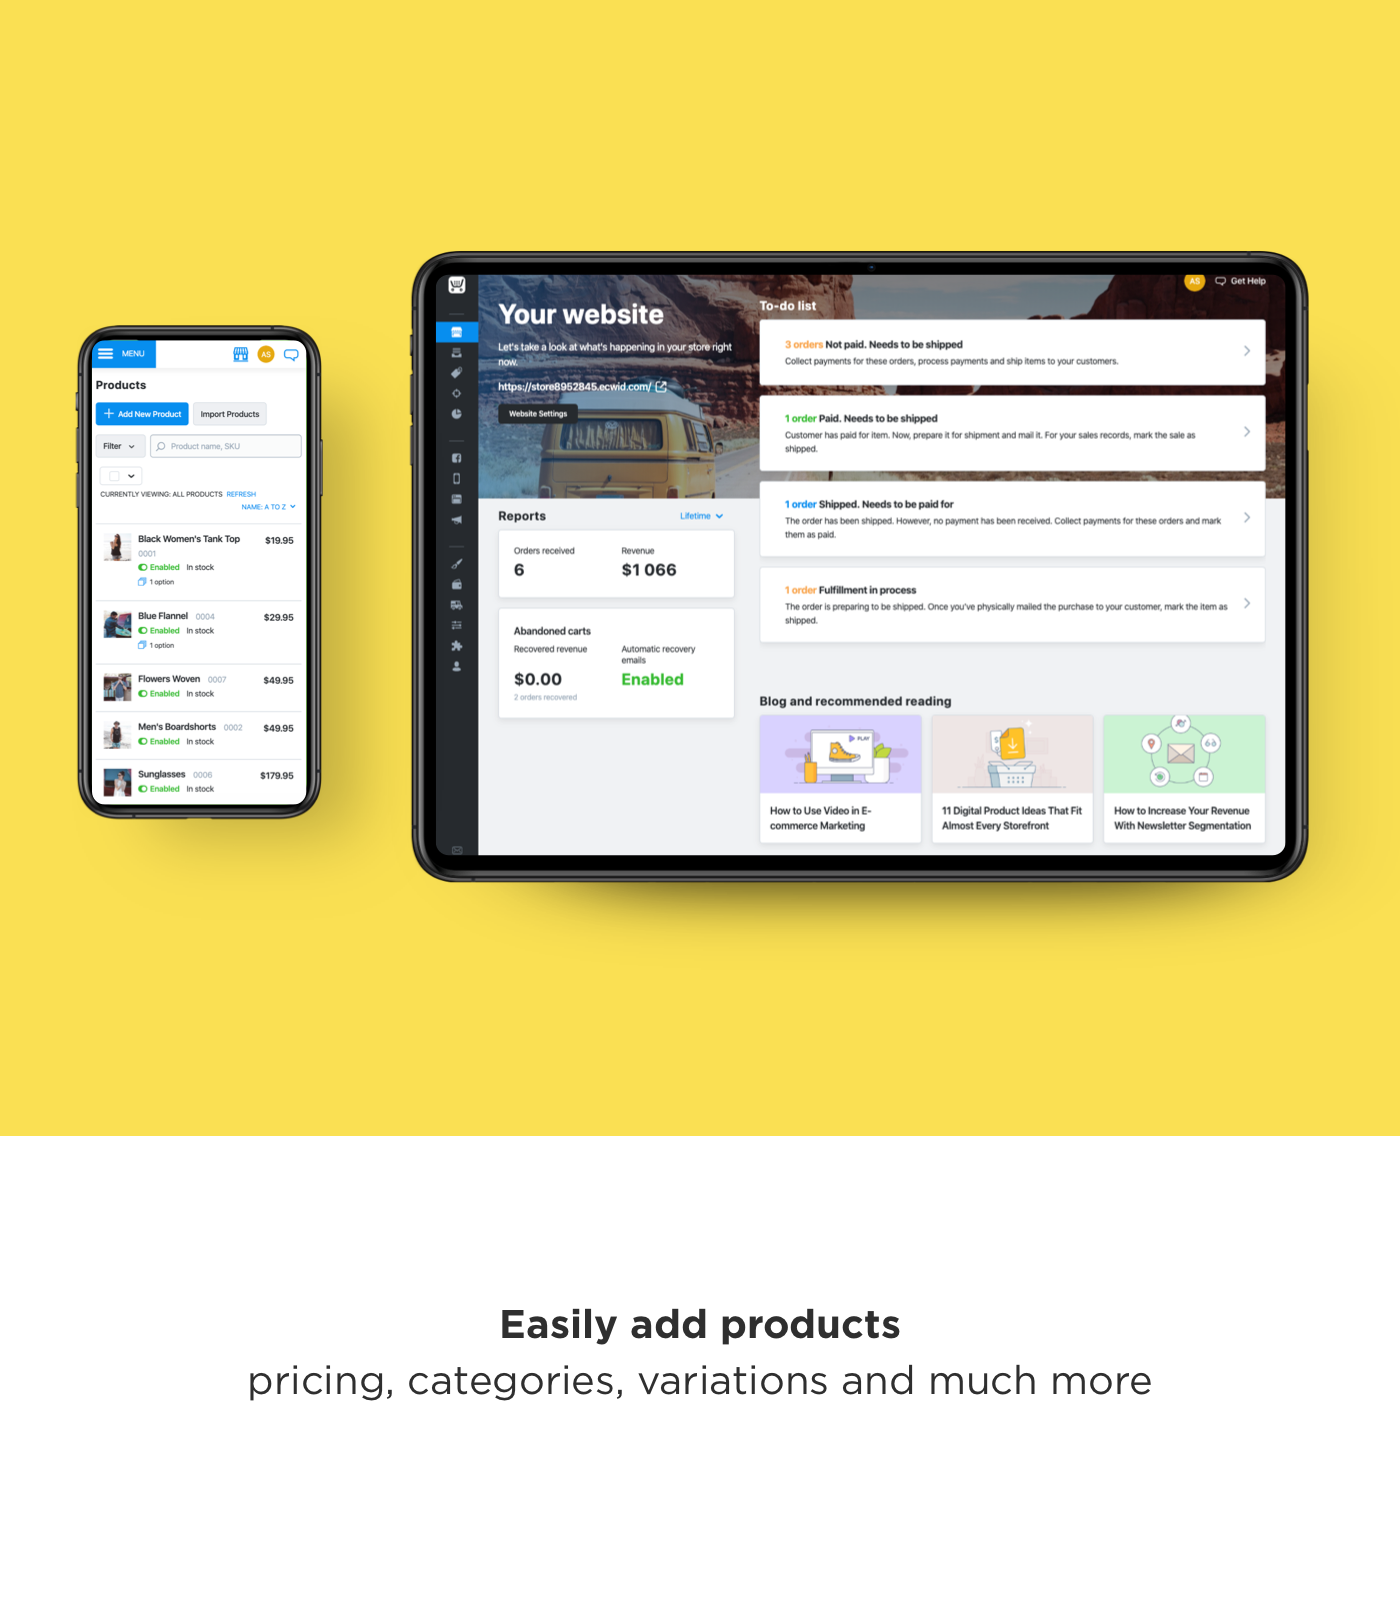 MENU
AS
Products
Add New Product
Import Products
Filter
Product name, SKU
CURRENTLY VIEWING: ALL PRODUCTS REFRESH
NAME: A TO Z
Black Women's Tank Top $19.95
0001
Enabled In stock
1 option
Blue Flannel 0004 $29.95
Enabled In stock
1 option
Flowers Woven 0007 $49.95
Enabled In stock
Men's Boardshorts 0002 $49.95
Enabled In stock
Sunglasses 0006 $179.95
Enabled In stock
AS Get Help
Your website
Let's take a look at what's happening in your store right
now.
https://store8952845.ecwid.com/
Website Settings
Reports Lifetime
Orders received Revenue
6 $1 066
Abandoned carts
Recovered revenue Automatic recovery
emails
$0.00 Enabled
2 orders recovered
To-do list
3 orders Not paid. Needs to be shipped
Collect payments for these orders, process payments and ship items to your customers.
1 order Paid. Needs to be shipped
Customer has paid for item. Now, prepare it for shipment and mail it. For your sales records, mark the sale as
shipped.
1 order Shipped. Needs to be paid for
The order has been shipped. However, no payment has been received. Collect payments for these orders and mark
them as paid.
1 order Fulfillment in process
The order is preparing to be shipped. Once you've physically mailed the purchase to your customer, mark the item as
shipped.
Blog and recommended reading
PLAY
How to Use Video in E-
commerce Marketing
11 Digital Product Ideas That Fit
Almost Every Storefront
How to Increase Your Revenue
With Newsletter Segmentation
Easily add products
pricing, categories, variations and much more